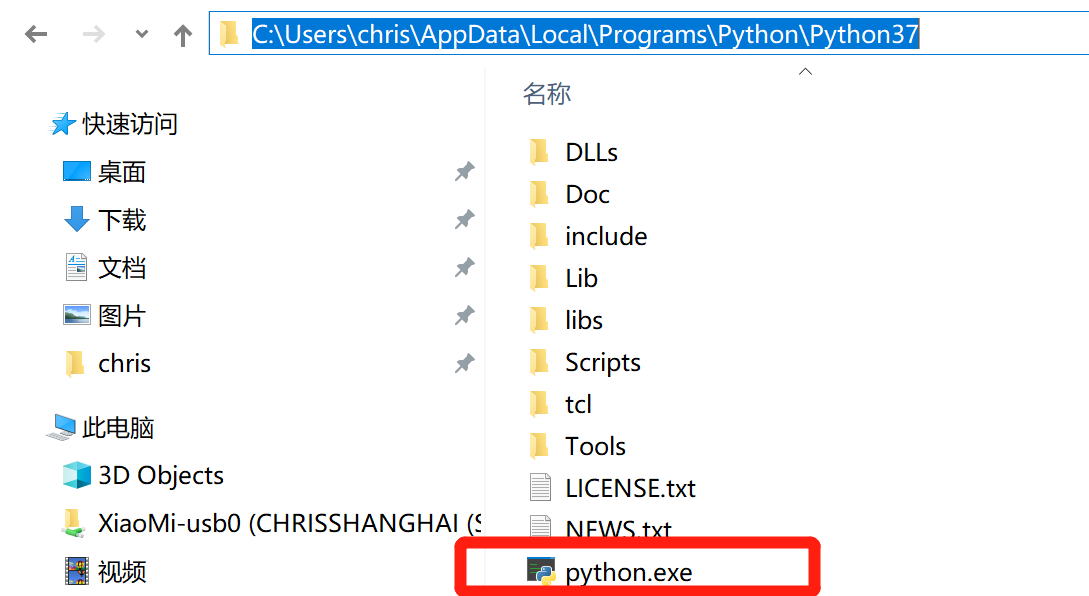 C:\Users\chris\AppData\Local\Programs\Python\Python37
快速访问
桌面
下载
文档
图片
chris
此电脑
3D Objects
XiaoMi-usb0 (CHRISSHANGHAI (S
视频
名称
DLLs
Doc
include
Lib
libs
Scripts
tcl
Tools
LICENSE.txt
NEWS.txt
python.exe